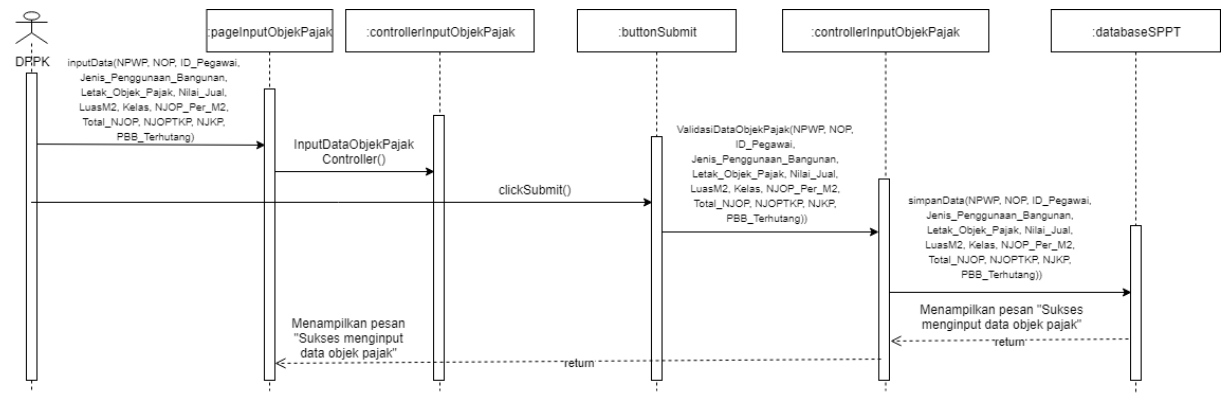 :pageInputObjekPajak
:controllerInputObjekPajak
:buttonSubmit
:controllerInputObjekPajak
:databaseSPPT
DPPK
inputData(NPWP, NOP, ID_Pegawai,
Jenis_Penggunaan_Bangunan,
Letak_Objek_Pajak, Nilai_Jual,
LuasM2, Kelas, NJOP_Per_M2,
Total_NJOP, NJOPTKP, NJKP,
PBB_Terhutang)
InputDataObjekPajak
Controller()
clickSubmit()
ValidasiDataObjekPajak(NPWP, NOP,
ID_Pegawai,
Jenis_Penggunaan_Bangunan,
Letak_Objek_Pajak, Nilai_Jual,
LuasM2, Kelas, NJOP_Per_M2,
Total_NJOP, NJOPTKP, NJKP,
PBB_Terhutang))
simpanData(NPWP, NOP, ID_Pegawai,
Jenis_Penggunaan_Bangunan,
Letak_Objek_Pajak, Nilai_Jual,
LuasM2, Kelas, NJOP_Per_M2,
Total_NJOP, NJOPTKP, NJKP,
PBB_Terhutang))
Menampilkan pesan "Sukses
menginput data objek pajak"
return
Menampilkan pesan
"Sukses menginput
data objek pajak"
return